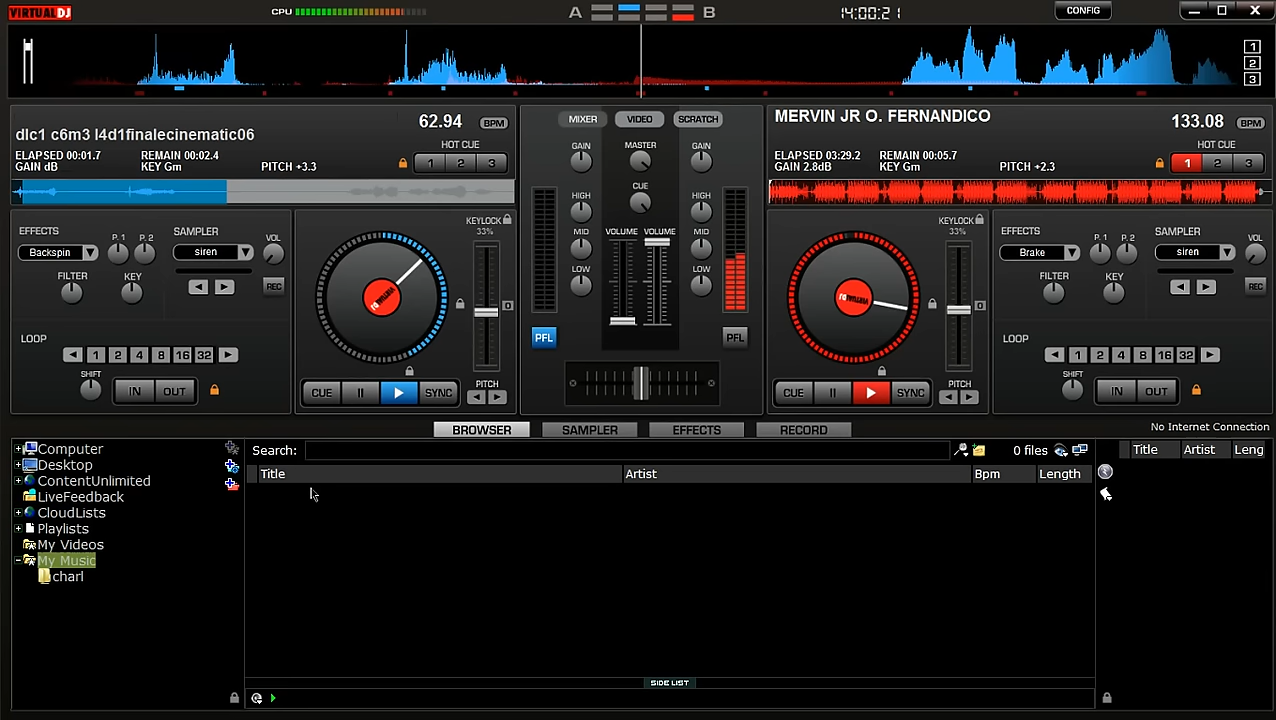 VIRTUAL DJ
CPU
A B
14:00:21
CONFIG
1
2
3
dlc1 c6m3 l4d1finalecinematic06
62.94 BPM
ELAPSED 00:01.7 REMAIN 00:02.4
GAIN dB KEY Gm PITCH +3.3
HOT CUE
1 2 3
MIXER VIDEO SCRATCH
GAIN MASTER GAIN
HIGH CUE HIGH
MID VOLUME VOLUME MID
LOW LOW
PFL PFL
MERVIN JR O. FERNANDICO
133.08 BPM
ELAPSED 03:29.2 REMAIN 00:05.7
GAIN 2.8dB KEY PITCH +2.3
HOT CUE
1 2 3
EFFECTS
Backspin
P. 1 P. 2
SAMPLER
siren
VOL
FILTER KEY
REC
LOOP
1 2 4 8 16 32
SHIFT
IN OUT
KEYLOCK
33%
0
CUE SYNC
PITCH
KEYLOCK
33%
0
CUE SYNC
PITCH
EFFECTS
Brake
P. 1 P. 2
SAMPLER
siren
VOL
FILTER KEY
REC
LOOP
1 2 4 8 16 32
SHIFT
IN OUT
BROWSER SAMPLER EFFECTS RECORD
No Internet Connection
Computer
Desktop
ContentUnlimited
LiveFeedback
CloudLists
Playlists
My Videos
My Music
charl
Search:
0 files
Title Artist Bpm Length
Title Artist Leng
SIDE LIST